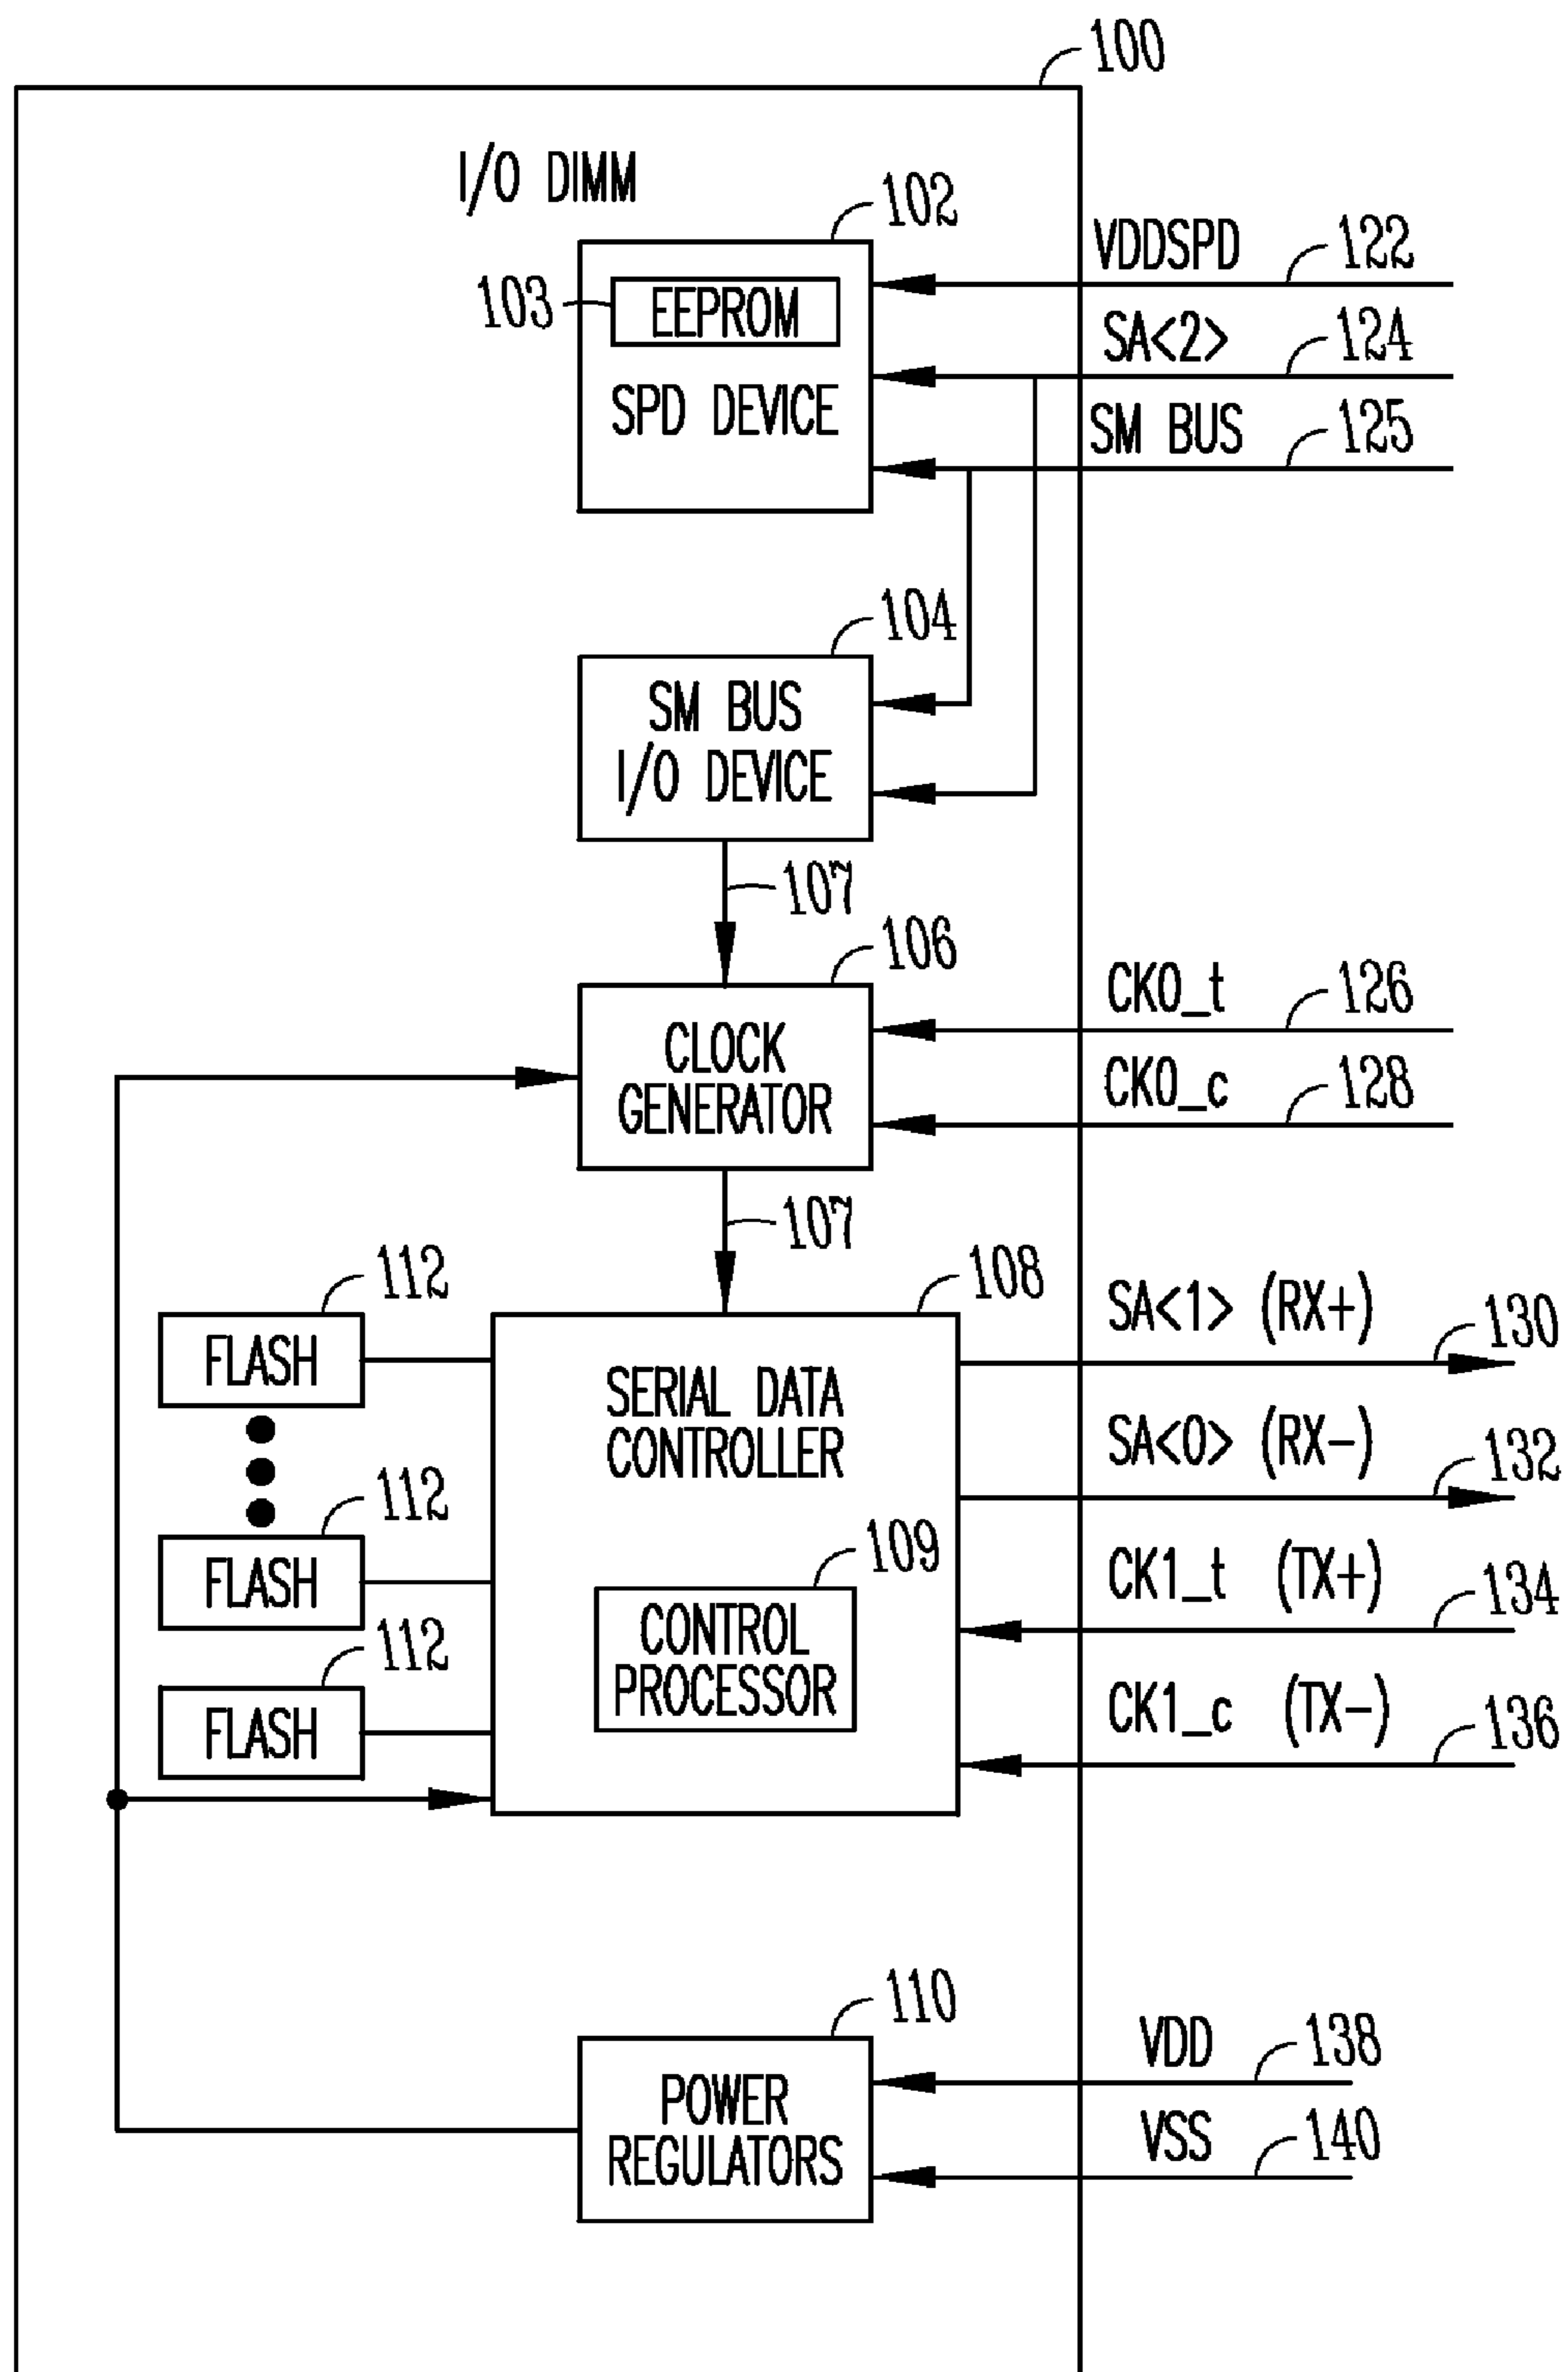 100
I/O DIMM
102
VDDSPD
122
103
EEPROM
SA<2>
124
SPD DEVICE
SM BUS
125
104
SM BUS
I/O DEVICE
107
106
CK0_t
126
CLOCK
GENERATOR
CK0_c
128
107
112
108
SA<1> (RX+)
130
FLASH
SERIAL DATA
CONTROLLER
SA<0> (RX-)
132
112
FLASH
109
CK1_t (TX+)
134
CONTROL
PROCESSOR
112
FLASH
CK1_c (TX-)
136
110
VDD
138
POWER
REGULATORS
VSS
140